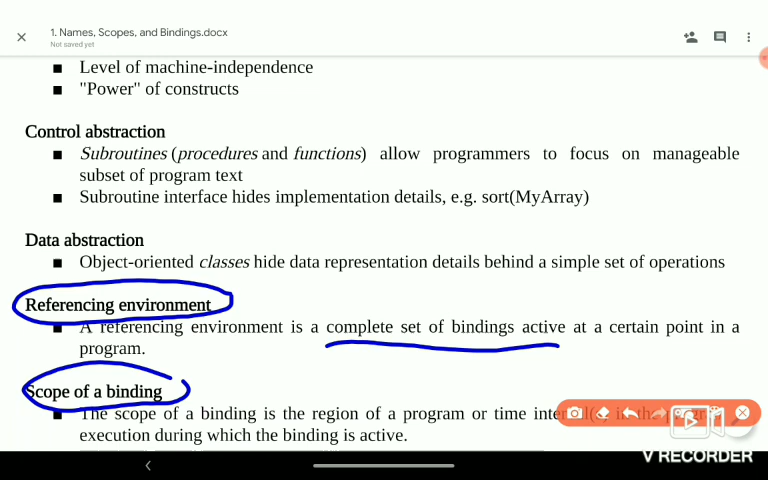 1. Names, Scopes, and Bindings.docx
Not saved yet
Level of machine-independence
"Power" of constructs
Control abstraction
Subroutines (procedures and functions) allow programmers to focus on manageable
subset of program text
Subroutine interface hides implementation details, e.g. sort(MyArray)
Data abstraction
Object-oriented classes hide data representation details behind a simple set of operations
Referencing environment
A referencing environment is a complete set of bindings active at a certain point in a
program.
Scope of a binding
The scope of a binding is the region of a program or time in the
execution during which the binding is active.
V RECORDER